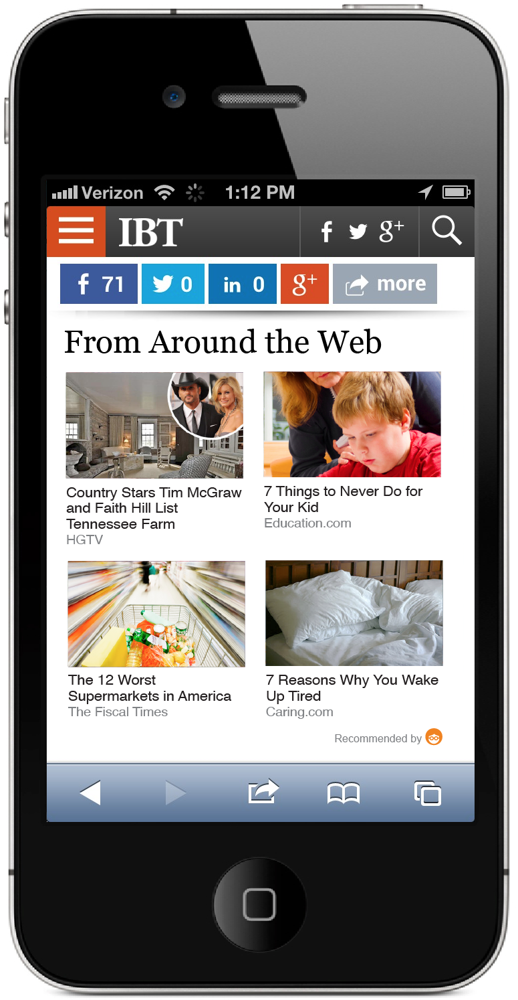 Verizon 1:12 PM
IBT f g+
f 71 0 in 0 g+ more
From Around the Web
Country Stars Tim McGraw
and Faith Hill List
Tennessee Farm
HGTV
7 Things to Never Do for
Your Kid
Education.com
The 12 Worst
Supermarkets in America
The Fiscal Times
7 Reasons Why You Wake
Up Tired
Caring.com
Recommended by